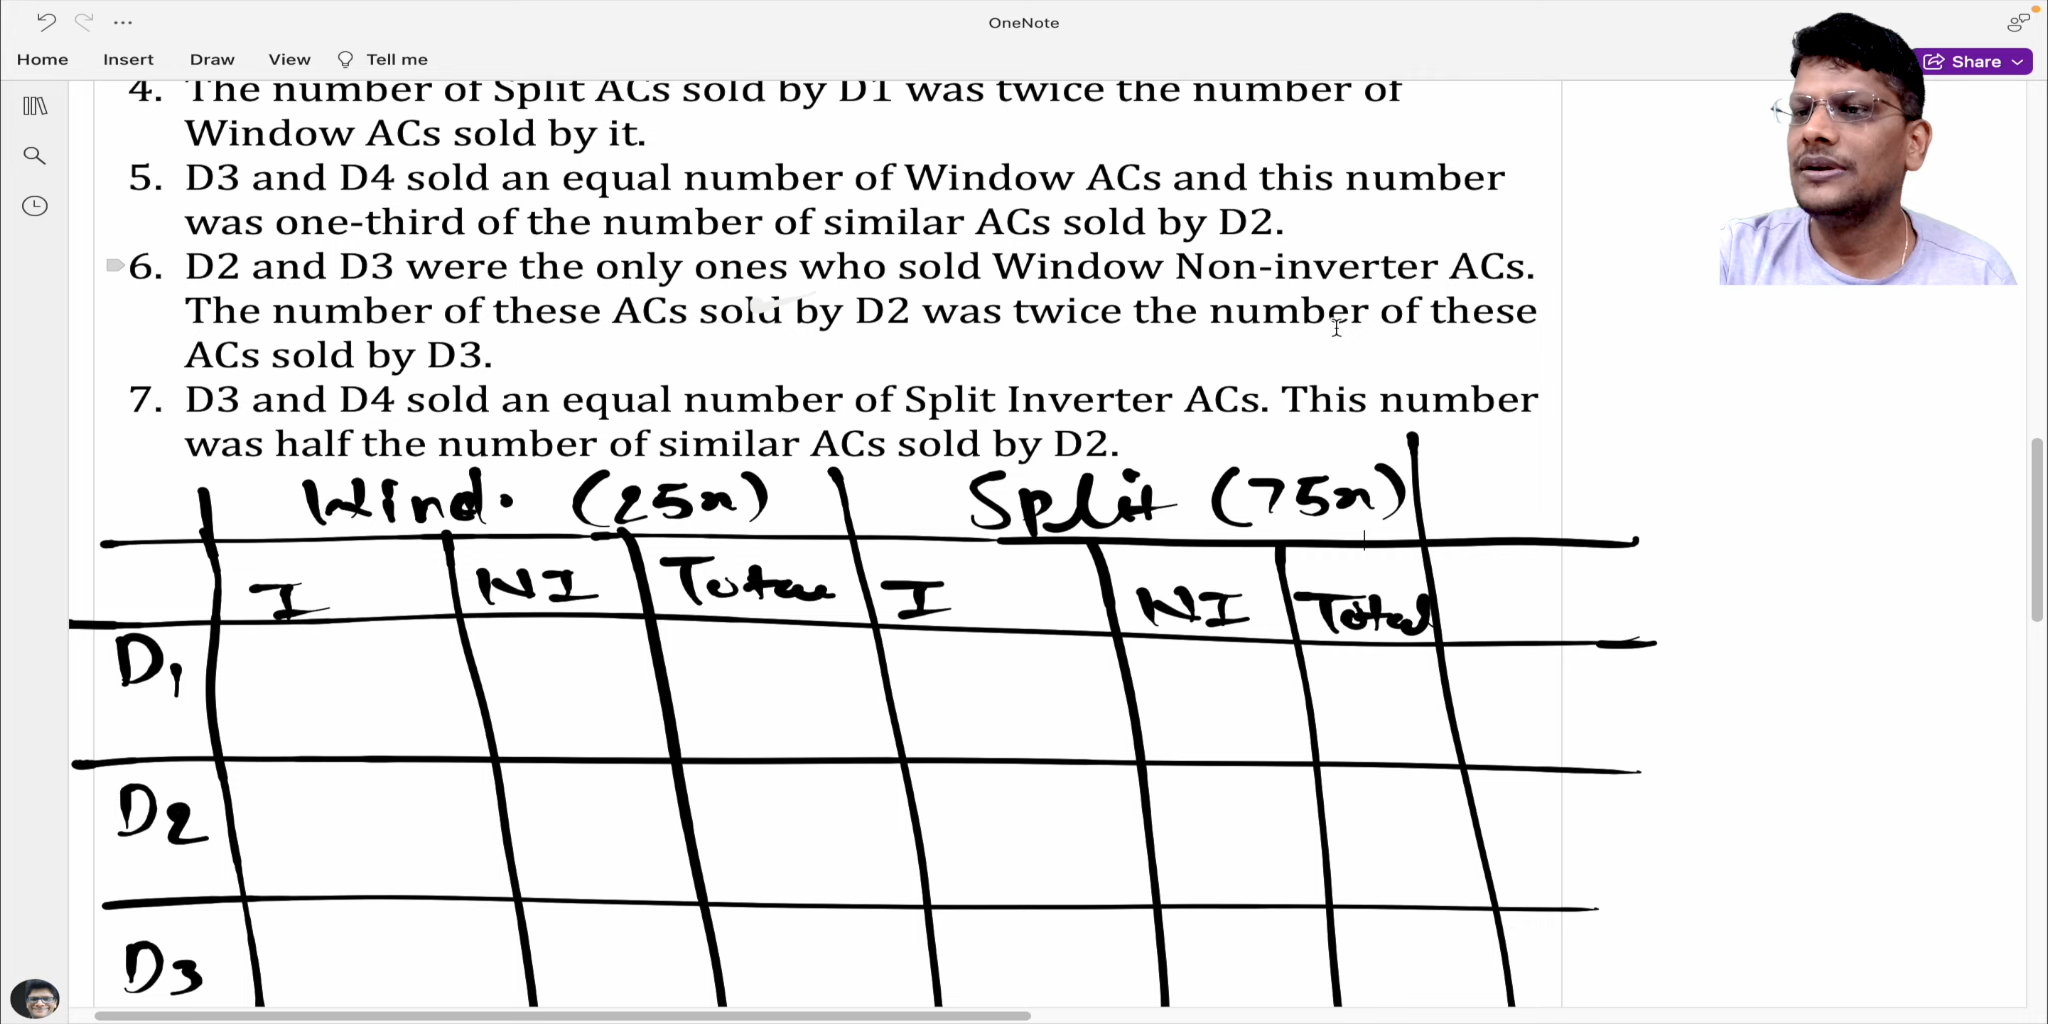 OneNote
Home Insert Draw View Tell me
Share
4. The number of Split ACs sold by D1 was twice the number of
Window ACs sold by it.
5. D3 and D4 sold an equal number of Window ACs and this number
was one-third of the number of similar ACs sold by D2.
6. D2 and D3 were the only ones who sold Window Non-inverter ACs.
The number of these ACs sold by D2 was twice the number of these
ACs sold by D3.
7. D3 and D4 sold an equal number of Split Inverter ACs. This number
was half the number of similar ACs sold by D2.
Wind. (25x) Split (75x)
I NI Total I NI Total
D1
D2
D3